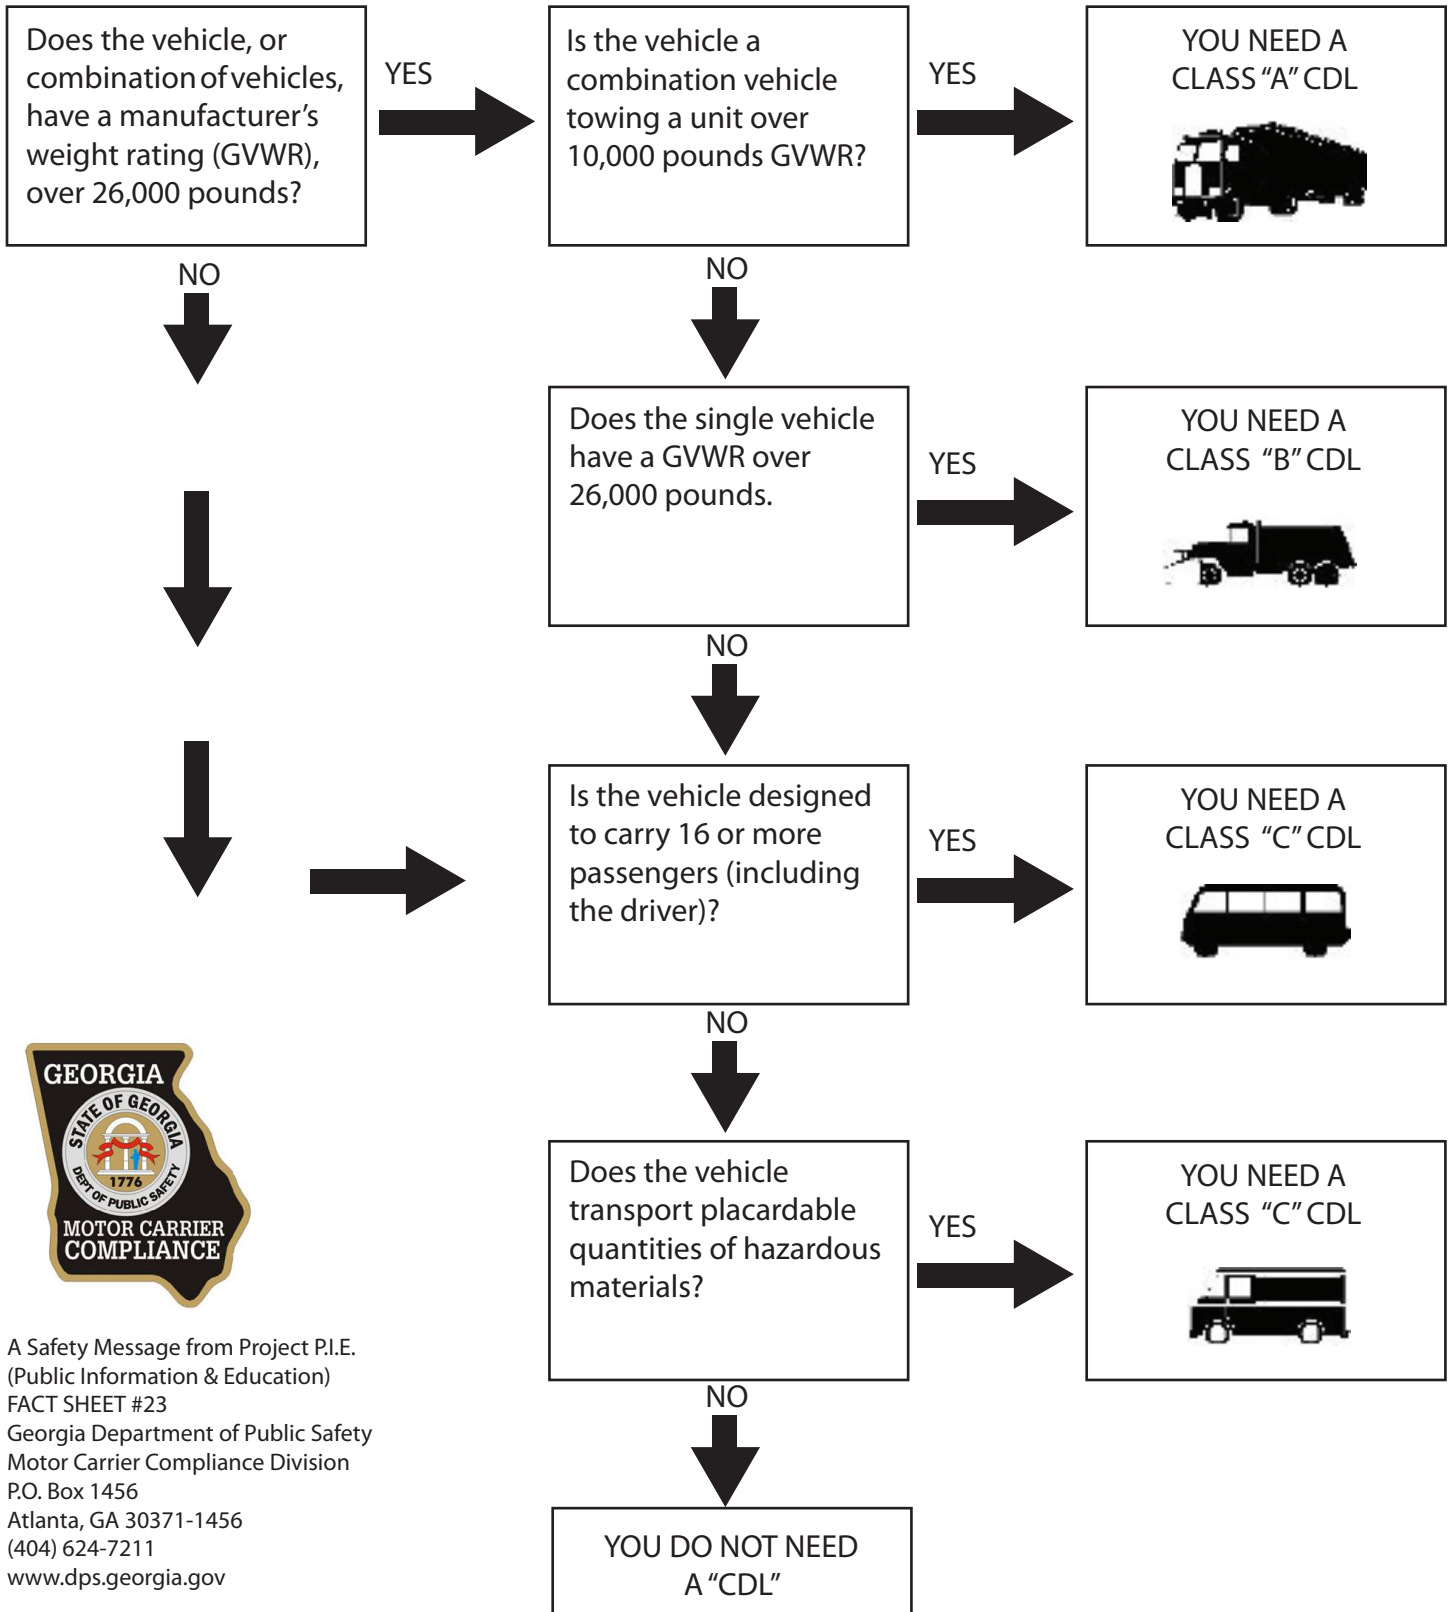 Does the vehicle, or
combination of vehicles,
have a manufacturer's
weight rating (GVWR),
over 26,000 pounds?
YES
Is the vehicle a
combination vehicle
towing a unit over
10,000 pounds GVWR?
YES
YOU NEED A
CLASS "A" CDL
NO
NO
Does the single vehicle
have a GVWR over
26,000 pounds.
YES
YOU NEED A
CLASS "B" CDL
NO
Is the vehicle designed
to carry 16 or more
passengers (including
the driver)?
YES
YOU NEED A
CLASS "C" CDL
NO
Does the vehicle
transport placardable
quantities of hazardous
materials?
YES
YOU NEED A
CLASS "C" CDL
NO
YOU DO NOT NEED
A "CDL"
GEORGIA
STATE OF GEORGIA
1776
DEPT OF PUBLIC SAFETY
MOTOR CARRIER
COMPLIANCE
A Safety Message from Project P.I.E.
(Public Information & Education)
FACT SHEET #23
Georgia Department of Public Safety
Motor Carrier Compliance Division
P.O. Box 1456
Atlanta, GA 30371-1456
(404) 624-7211
www.dps.georgia.gov